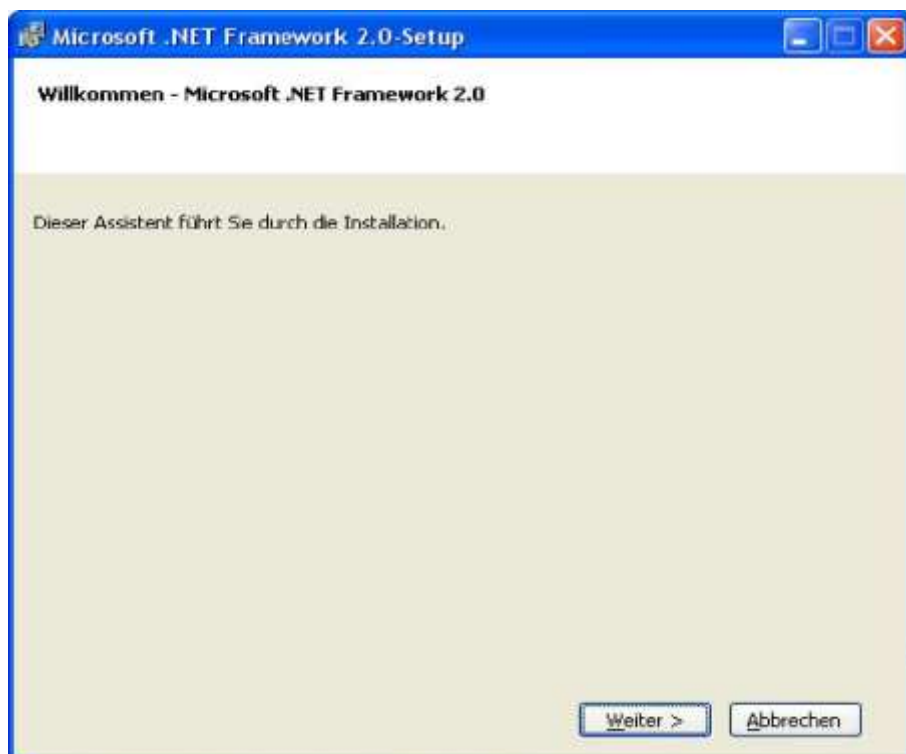 Microsoft .NET Framework 2.0-Setup
Willkommen - Microsoft .NET Framework 2.0
Dieser Assistent führt Sie durch die Installation.
Weiter > Abbrechen